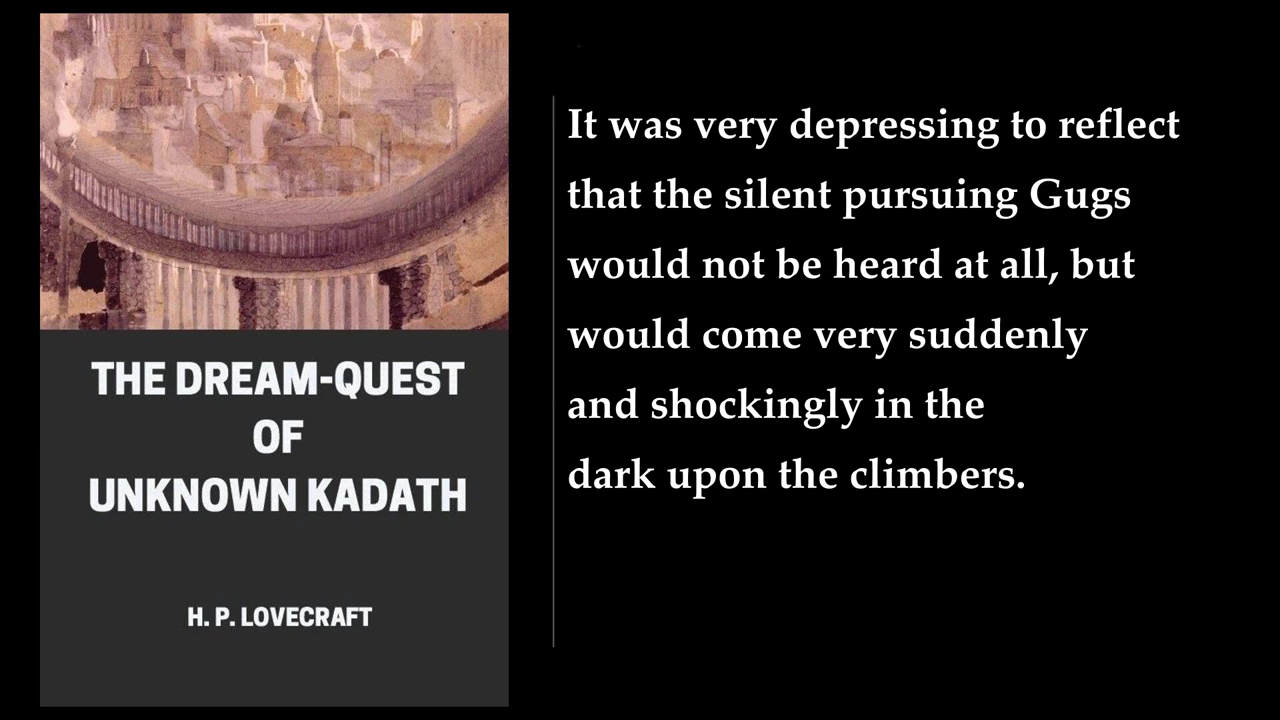 THE DREAM-QUEST
OF
UNKNOWN KADATH
H. P. LOVECRAFT
It was very depressing to reflect
that the silent pursuing Gugs
would not be heard at all, but
would come very suddenly
and shockingly in the
dark upon the climbers.